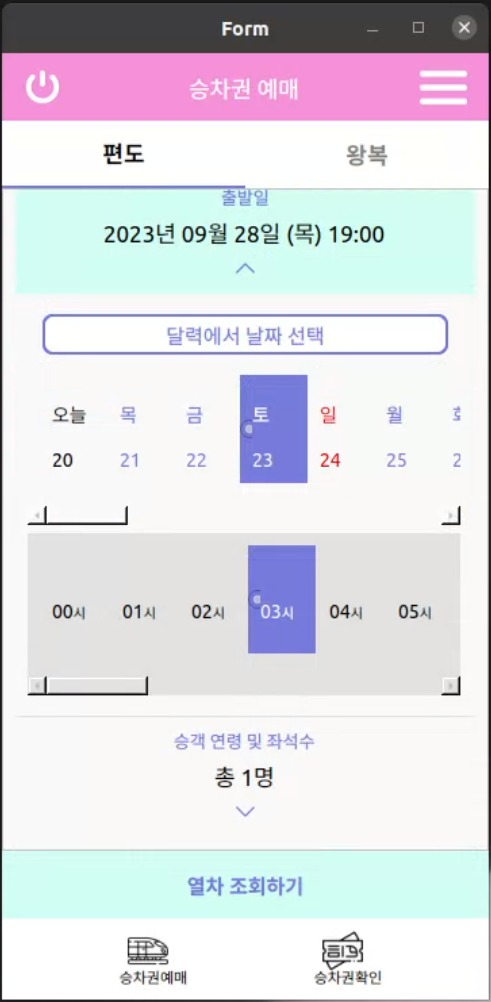 Form
승차권 예매
편도 왕복
출발일
2023년 09월 28일 (목) 19:00
달력에서 날짜 선택
오늘 목 금 토 일 월
20 21 22 23 24 25 2
00시 01시 02시 03시 04시 05시
승객 연령 및 좌석수
총 1명
열차 조회하기
승차권예매 승차권확인